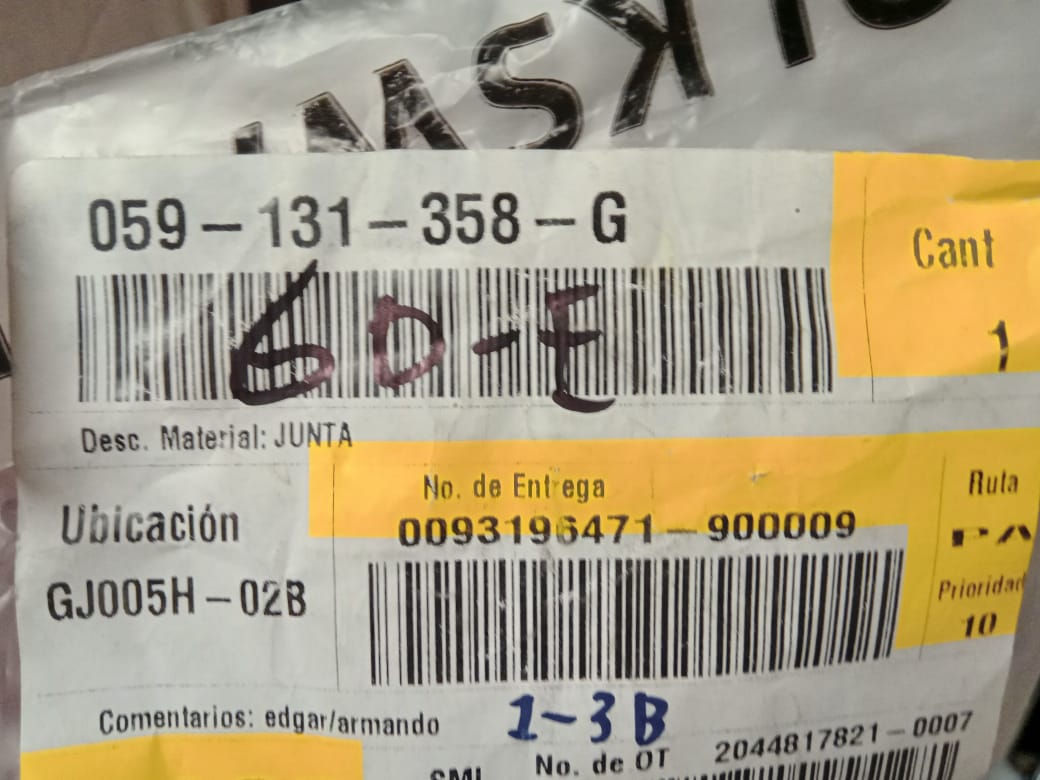 059-131-358-G
Cant
1
60-E
Desc. Material: JUNTA
No. de Entrega
0093196471-900009
Ruta
PA
Ubicación
GJ005H-02B
Prioridad
10
Comentarios: edgar/armando
1-3B
No. de OT
2044817821-0007